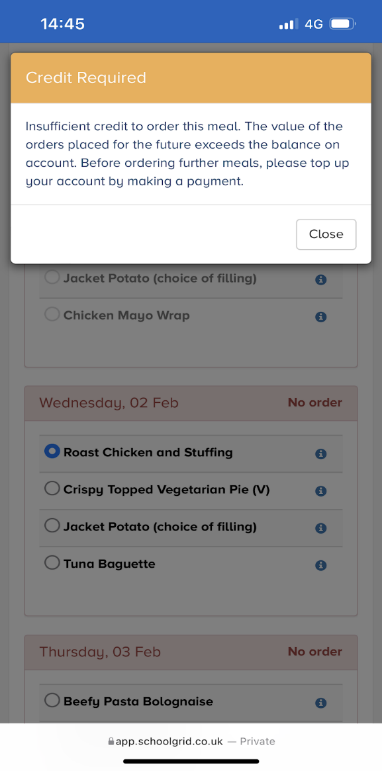 14:45 4G
Credit Required
Insufficient credit to order this meal. The value of the
orders placed for the future exceeds the balance on
account. Before ordering further meals, please top up
your account by making a payment.
Close
Jacket Potato (choice of filling)
Chicken Mayo Wrap
Wednesday, 02 Feb No order
Roast Chicken and Stuffing
Crispy Topped Vegetarian Pie (V)
Jacket Potato (choice of filling)
Tuna Baguette
Thursday, 03 Feb No order
Beefy Pasta Bolognaise
app.schoolgrid.co.uk — Private